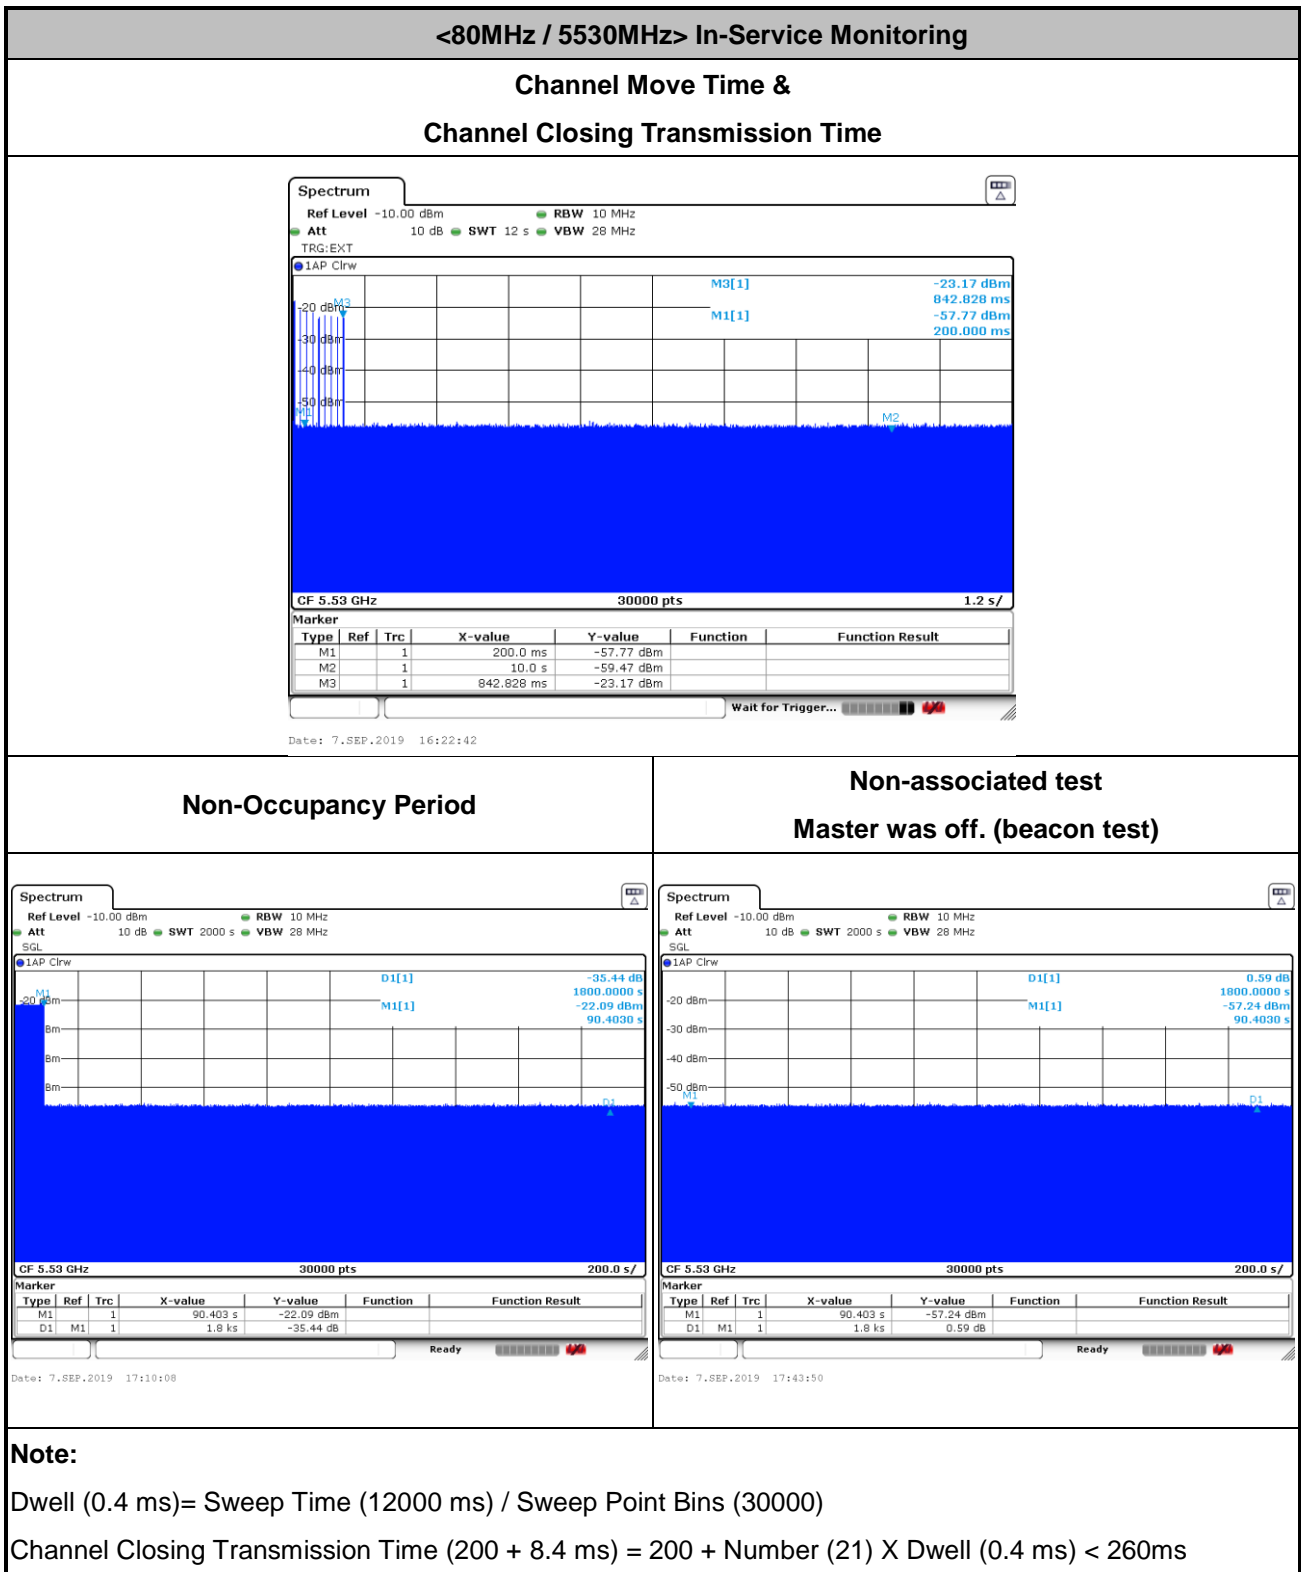 <80MHz / 5530MHz> In-Service Monitoring
Channel Move Time &
Channel Closing Transmission Time
Spectrum
Ref Level -10.00 dBm RBW 10 MHz
Att 10 dB SWT 12 s VBW 28 MHz
TRG:EXT
1AP Clrw
M3[1] -23.17 dBm
842.828 ms
M1[1] -57.77 dBm
200.000 ms
-20 dBm
M3
-30 dBm
-40 dBm
-50 dBm
M1
M2
CF 5.53 GHz 30000 pts 1.2 s/
Marker
Type Ref Trc X-value Y-value Function Function Result
M1 1 200.0 ms -57.77 dBm
M2 1 10.0 s -59.47 dBm
M3 1 842.828 ms -23.17 dBm
Wait for Trigger...
Date: 7.SEP.2019 16:22:42
Non-Occupancy Period
Non-associated test
Master was off. (beacon test)
Spectrum
Ref Level -10.00 dBm RBW 10 MHz
Att 10 dB SWT 2000 s VBW 28 MHz
SGL
1AP Clrw
D1[1] -35.44 dB
1800.0000 s
M1[1] -22.09 dBm
90.4030 s
M1
-20 dBm
Bm
Bm
Bm
D1
CF 5.53 GHz 30000 pts 200.0 s/
Marker
Type Ref Trc X-value Y-value Function Function Result
M1 1 90.403 s -22.09 dBm
D1 M1 1 1.8 ks -35.44 dB
Ready
Date: 7.SEP.2019 17:10:08
Spectrum
Ref Level -10.00 dBm RBW 10 MHz
Att 10 dB SWT 2000 s VBW 28 MHz
SGL
1AP Clrw
D1[1] 0.59 dB
1800.0000 s
M1[1] -57.24 dBm
90.4030 s
-20 dBm
-30 dBm
-40 dBm
-50 dBm
M1
D1
CF 5.53 GHz 30000 pts 200.0 s/
Marker
Type Ref Trc X-value Y-value Function Function Result
M1 1 90.403 s -57.24 dBm
D1 M1 1 1.8 ks 0.59 dB
Ready
Date: 7.SEP.2019 17:43:50
Note:
Dwell (0.4 ms)= Sweep Time (12000 ms) / Sweep Point Bins (30000)
Channel Closing Transmission Time (200 + 8.4 ms) = 200 + Number (21) X Dwell (0.4 ms) < 260ms